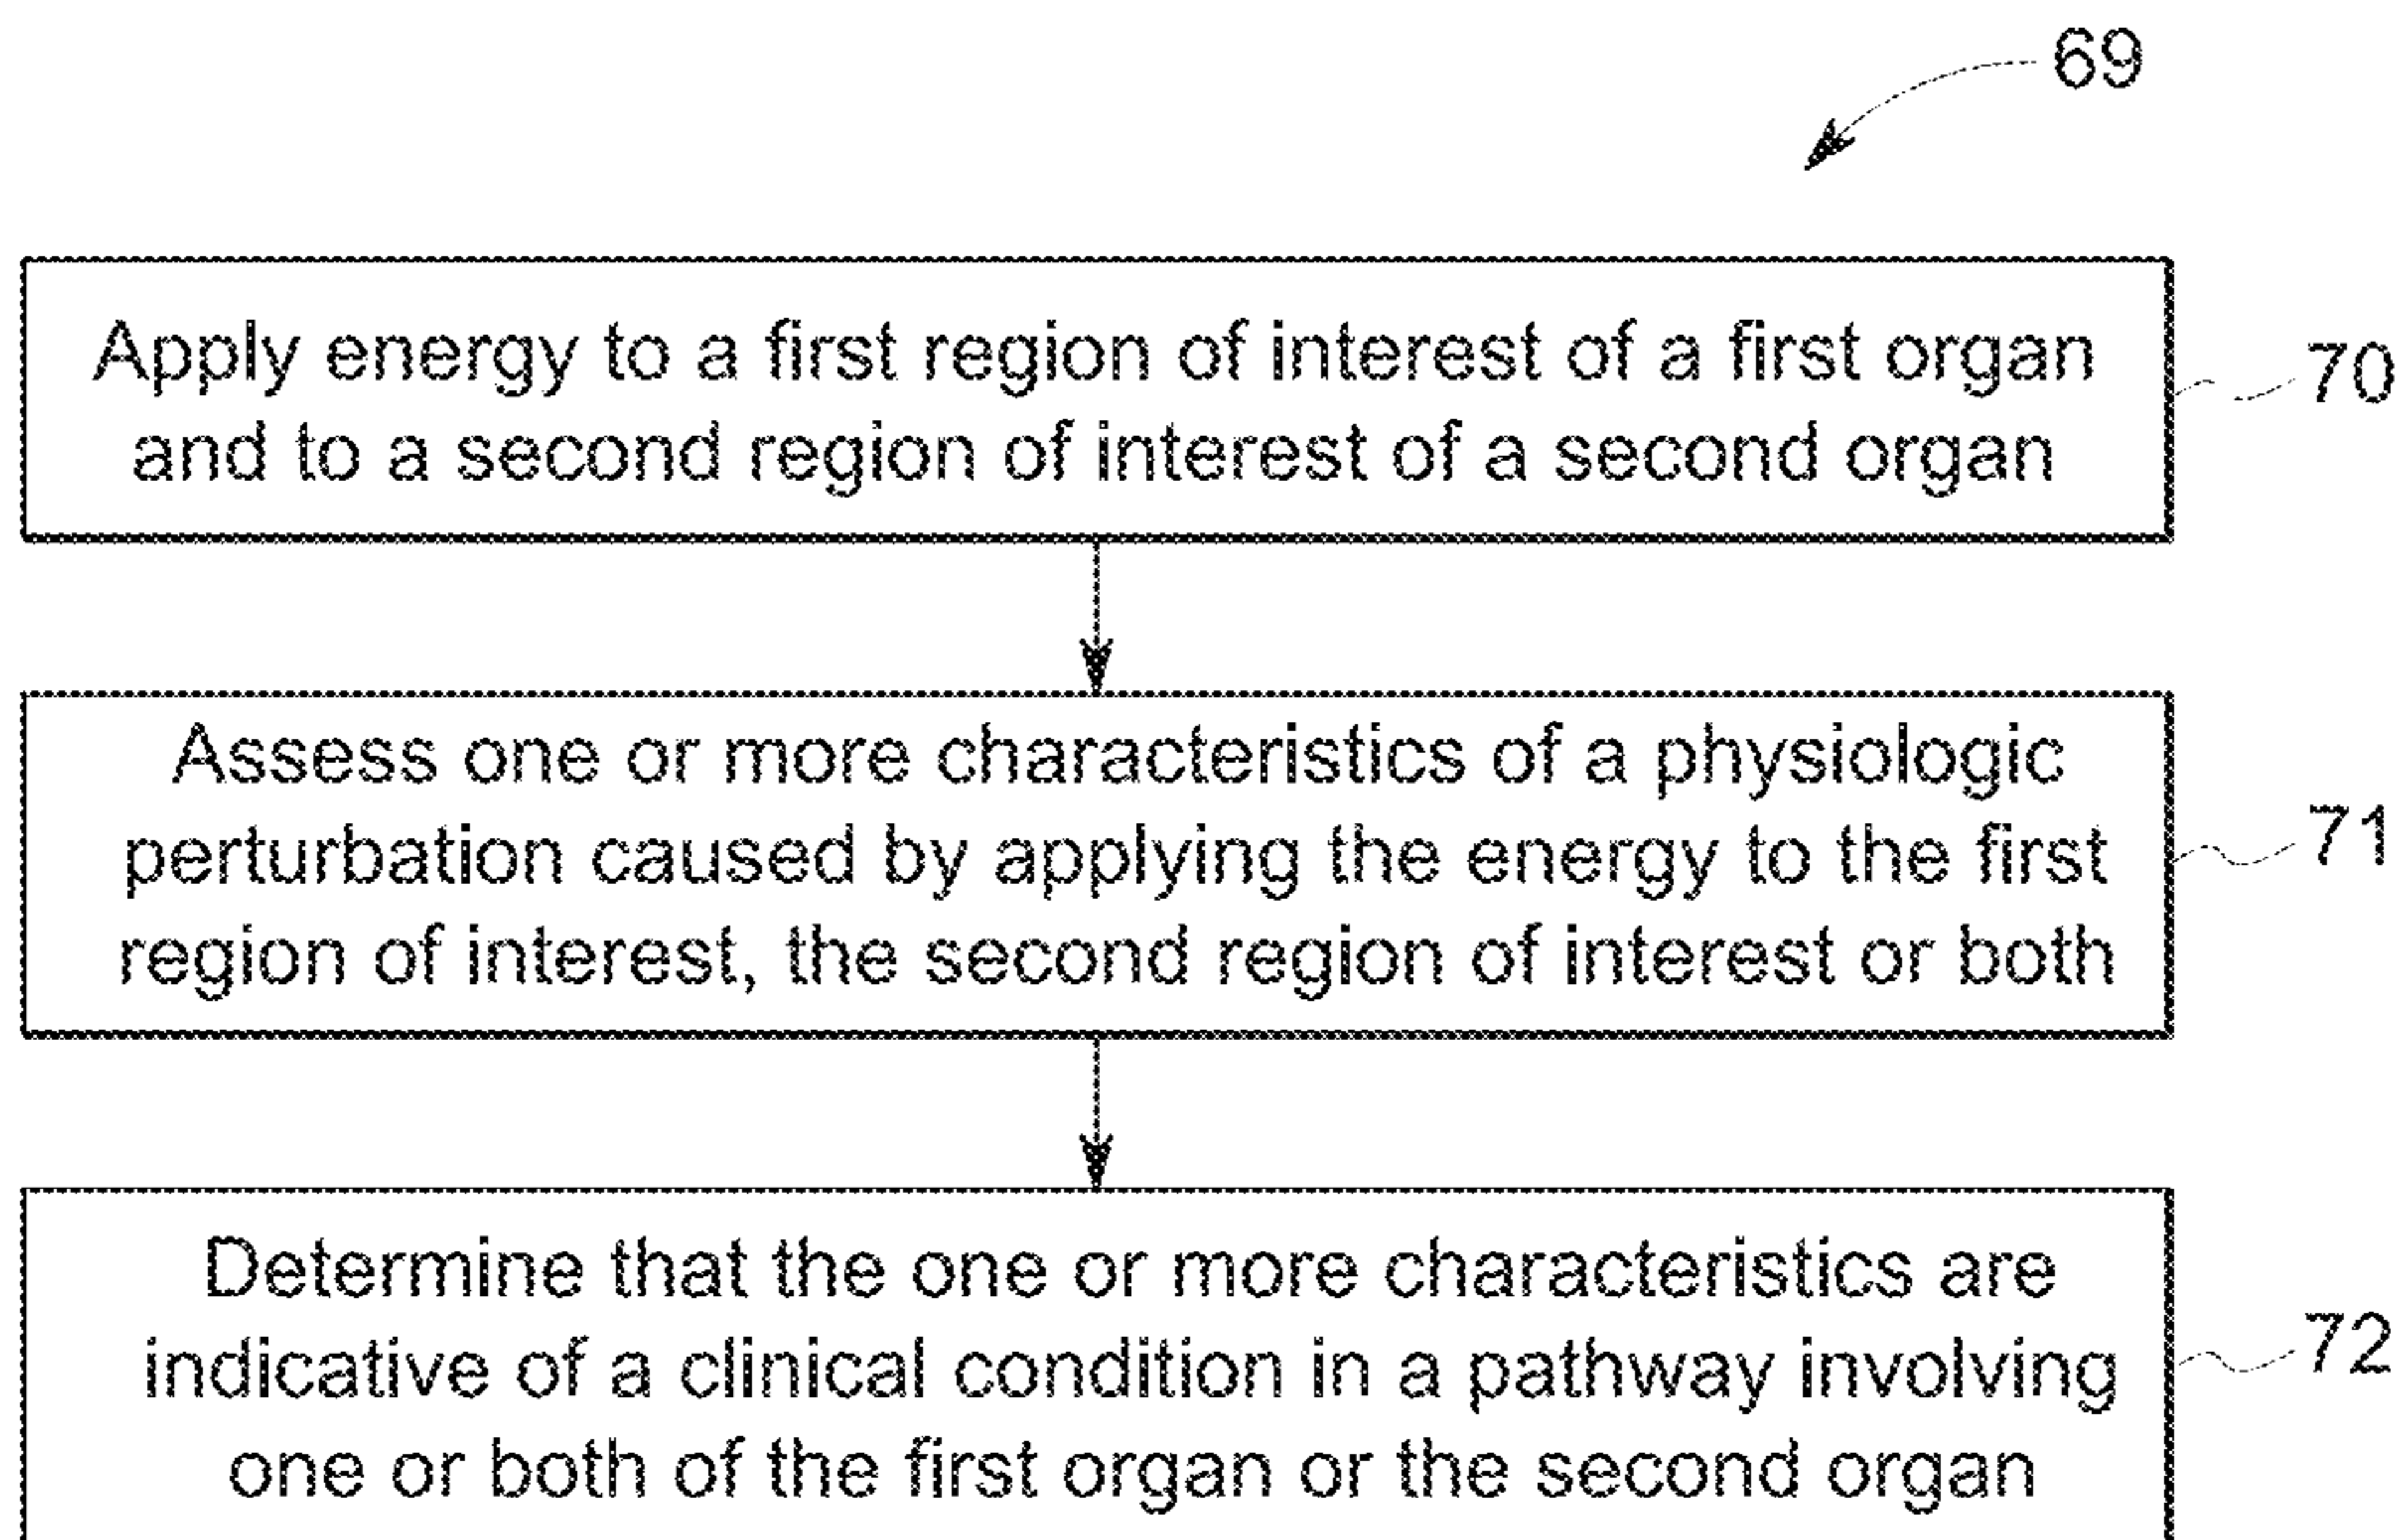 69
Apply energy to a first region of interest of a first organ
and to a second region of interest of a second organ
70
Assess one or more characteristics of a physiologic
perturbation caused by applying the energy to the first
region of interest, the second region of interest or both
71
Determine that the one or more characteristics are
indicative of a clinical condition in a pathway involving
one or both of the first organ or the second organ
72